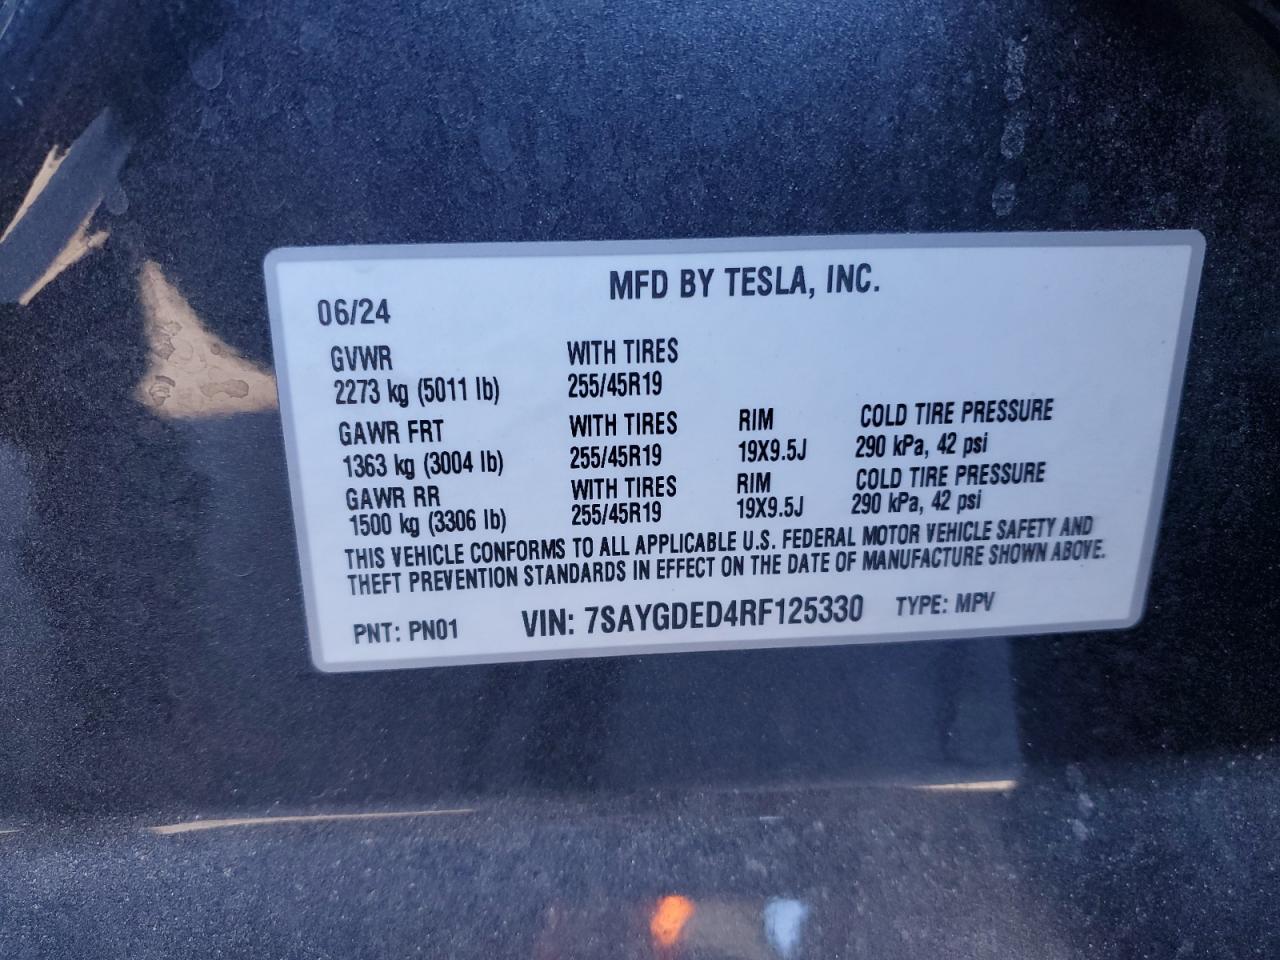 MFD BY TESLA, INC.
06/24
GVWR WITH TIRES
2273 kg (5011 lb) 255/45R19
GAWR FRT WITH TIRES RIM COLD TIRE PRESSURE
1363 kg (3004 lb) 255/45R19 19X9.5J 290 kPa, 42 psi
GAWR RR WITH TIRES RIM COLD TIRE PRESSURE
1500 kg (3306 lb) 255/45R19 19X9.5J 290 kPa, 42 psi
THIS VEHICLE CONFORMS TO ALL APPLICABLE U.S. FEDERAL MOTOR VEHICLE SAFETY AND
THEFT PREVENTION STANDARDS IN EFFECT ON THE DATE OF MANUFACTURE SHOWN ABOVE.
PNT: PN01 VIN: 7SAYGDED4RF125330 TYPE: MPV